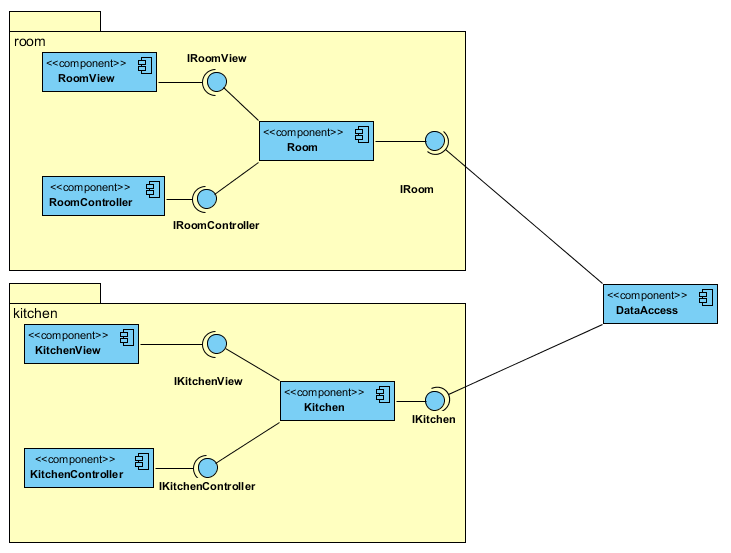 room
<<component>>
RoomView
IRoomView
<<component>>
Room
<<component>>
RoomController
IRoomController
IRoom
<<component>>
DataAccess
kitchen
<<component>>
KitchenView
IKitchenView
<<component>>
Kitchen
IKitchen
<<component>>
KitchenController
IKitchenController